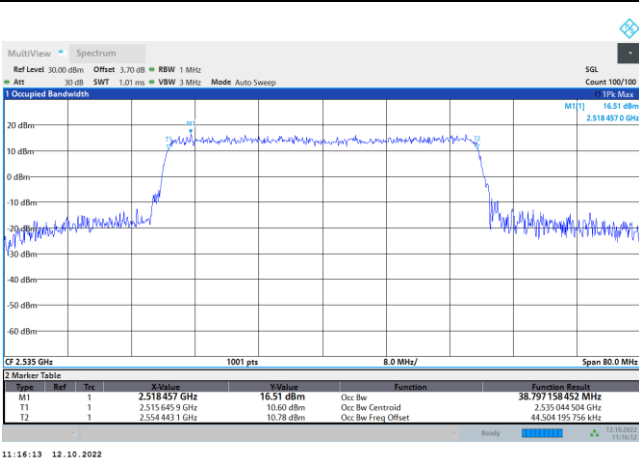 MultiView Spectrum
Ref Level 30.00 dBm Offset 3.70 dB RBW 1 MHz SGL
Att 30 dB SWT 1.01 ms VBW 3 MHz Mode Auto Sweep Count 100/100
1 Occupied Bandwidth 1Pk Max
M1[1] 16.51 dBm
2.518 457 0 GHz
M1
T1 T2
20 dBm
10 dBm
0 dBm
-10 dBm
-20 dBm
-30 dBm
-40 dBm
-50 dBm
-60 dBm
CF 2.535 GHz 1001 pts 8.0 MHz/ Span 80.0 MHz
2 Marker Table
Type Ref Trc X-Value Y-Value Function Function Result
M1 1 2.518 457 GHz 16.51 dBm Occ Bw 38.797 158 452 MHz
T1 1 2.515 645 9 GHz 10.60 dBm Occ Bw Centroid 2.535 044 504 GHz
T2 1 2.554 443 1 GHz 10.78 dBm Occ Bw Freq Offset 44.504 195 756 kHz
Ready 12.10.2022
11:16:12
11:16:13 12.10.2022